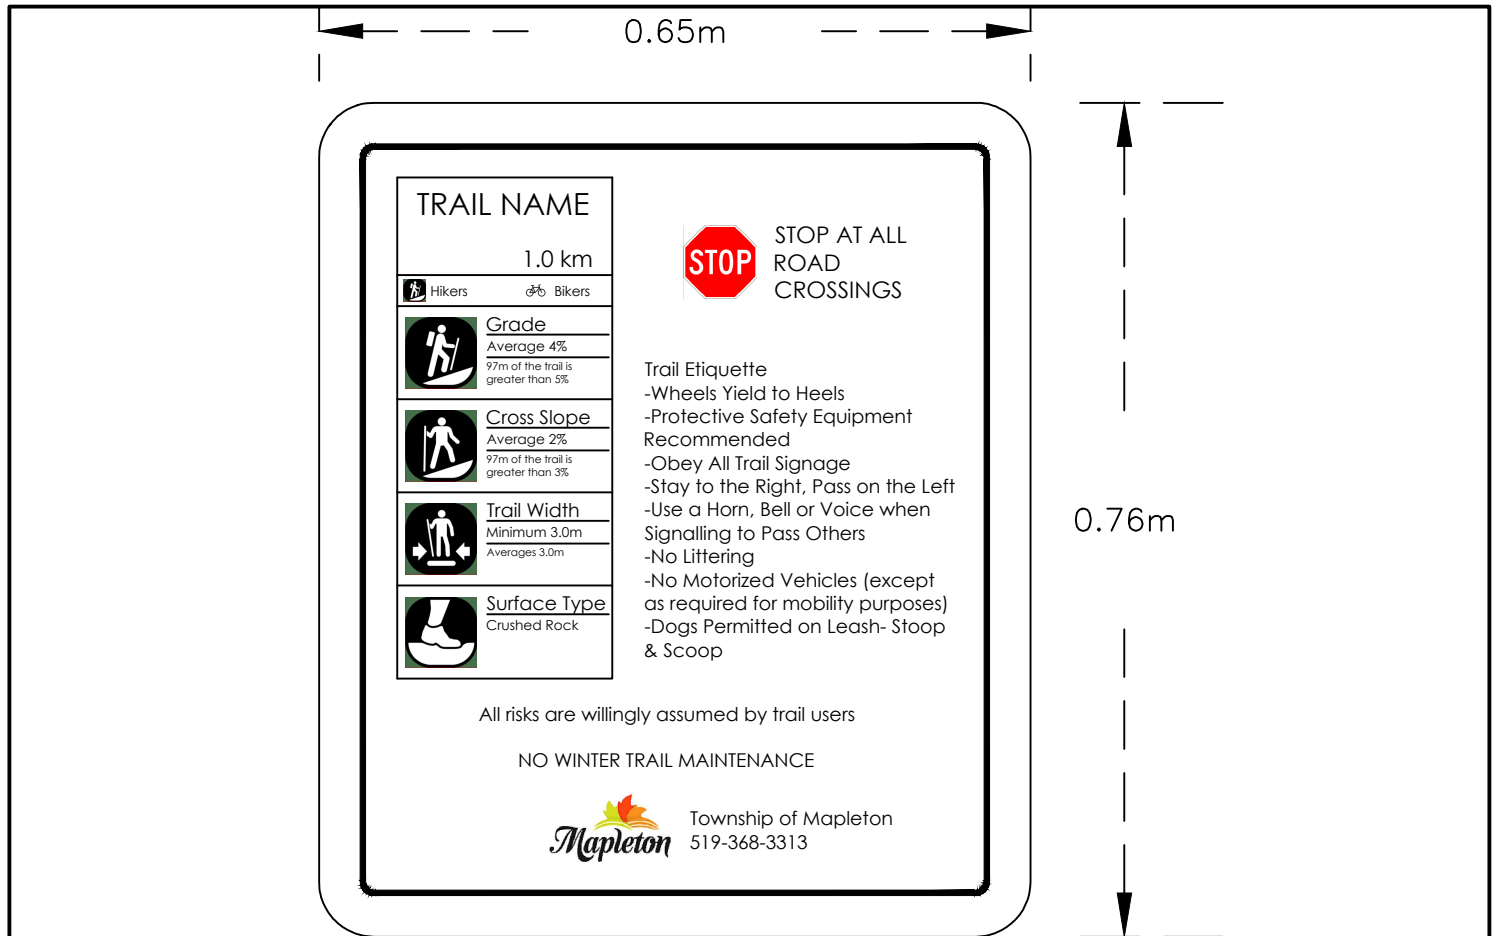 0.65m
TRAIL NAME
1.0 km
Hikers Bikers
Grade
Average 4%
97m of the trail is
greater than 5%
Cross Slope
Average 2%
97m of the trail is
greater than 3%
Trail Width
Minimum 3.0m
Averages 3.0m
Surface Type
Crushed Rock
STOP
STOP AT ALL
ROAD
CROSSINGS
Trail Etiquette
-Wheels Yield to Heels
-Protective Safety Equipment
Recommended
-Obey All Trail Signage
-Stay to the Right, Pass on the Left
-Use a Horn, Bell or Voice when
Signalling to Pass Others
-No Littering
-No Motorized Vehicles (except
as required for mobility purposes)
-Dogs Permitted on Leash- Stoop
& Scoop
0.76m
All risks are willingly assumed by trail users
NO WINTER TRAIL MAINTENANCE
Mapleton
Township of Mapleton
519-368-3313